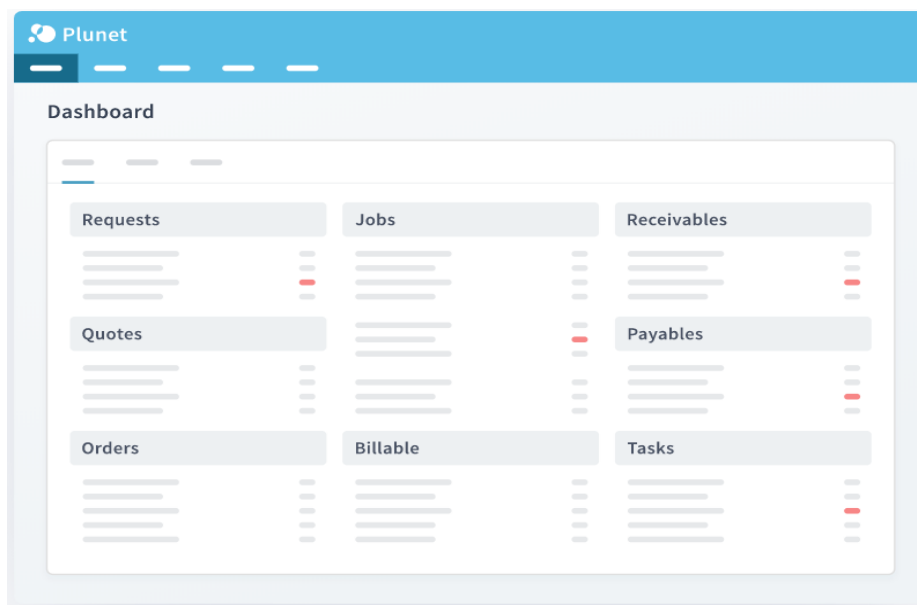 Plunet
Dashboard
Requests
Jobs
Receivables
Quotes
Payables
Orders
Billable
Tasks